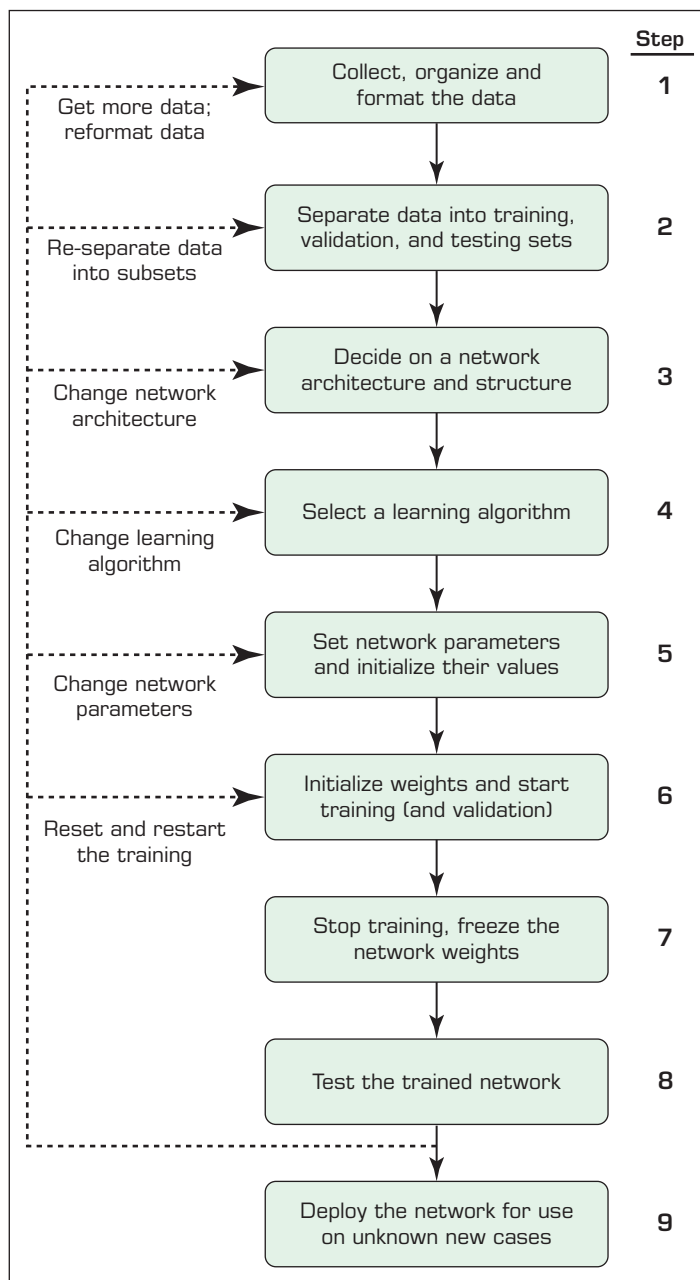 Step
Collect, organize and
format the data
1
Get more data;
reformat data
Separate data into training,
validation, and testing sets
2
Re-separate data
into subsets
Decide on a network
architecture and structure
3
Change network
architecture
Select a learning algorithm
4
Change learning
algorithm
Set network parameters
and initialize their values
5
Change network
parameters
Initialize weights and start
training (and validation)
6
Reset and restart
the training
Stop training, freeze the
network weights
7
Test the trained network
8
Deploy the network for use
on unknown new cases
9